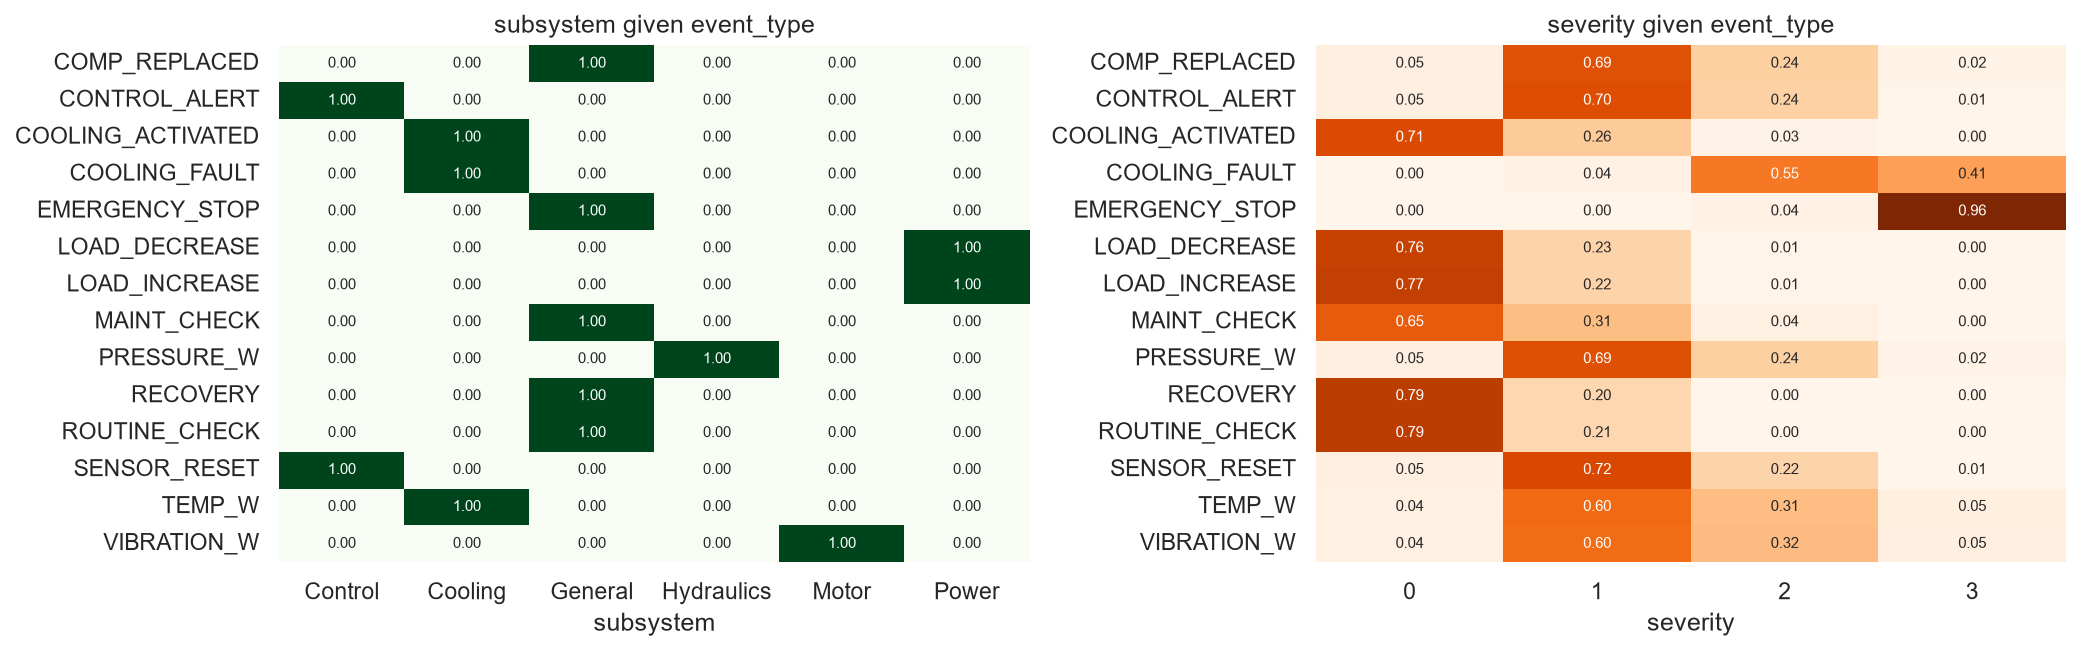 subsystem given event_type
COMP_REPLACED 0.00 0.00 1.00 0.00 0.00 0.00
CONTROL_ALERT 1.00 0.00 0.00 0.00 0.00 0.00
COOLING_ACTIVATED 0.00 1.00 0.00 0.00 0.00 0.00
COOLING_FAULT 0.00 1.00 0.00 0.00 0.00 0.00
EMERGENCY_STOP 0.00 0.00 1.00 0.00 0.00 0.00
LOAD_DECREASE 0.00 0.00 0.00 0.00 0.00 1.00
LOAD_INCREASE 0.00 0.00 0.00 0.00 0.00 1.00
MAINT_CHECK 0.00 0.00 1.00 0.00 0.00 0.00
PRESSURE_W 0.00 0.00 0.00 1.00 0.00 0.00
RECOVERY 0.00 0.00 1.00 0.00 0.00 0.00
ROUTINE_CHECK 0.00 0.00 1.00 0.00 0.00 0.00
SENSOR_RESET 1.00 0.00 0.00 0.00 0.00 0.00
TEMP_W 0.00 1.00 0.00 0.00 0.00 0.00
VIBRATION_W 0.00 0.00 0.00 0.00 1.00 0.00
Control Cooling General Hydraulics Motor Power
subsystem
severity given event_type
COMP_REPLACED 0.05 0.69 0.24 0.02
CONTROL_ALERT 0.05 0.70 0.24 0.01
COOLING_ACTIVATED 0.71 0.26 0.03 0.00
COOLING_FAULT 0.00 0.04 0.55 0.41
EMERGENCY_STOP 0.00 0.00 0.04 0.96
LOAD_DECREASE 0.76 0.23 0.01 0.00
LOAD_INCREASE 0.77 0.22 0.01 0.00
MAINT_CHECK 0.65 0.31 0.04 0.00
PRESSURE_W 0.05 0.69 0.24 0.02
RECOVERY 0.79 0.20 0.00 0.00
ROUTINE_CHECK 0.79 0.21 0.00 0.00
SENSOR_RESET 0.05 0.72 0.22 0.01
TEMP_W 0.04 0.60 0.31 0.05
VIBRATION_W 0.04 0.60 0.32 0.05
0 1 2 3
severity